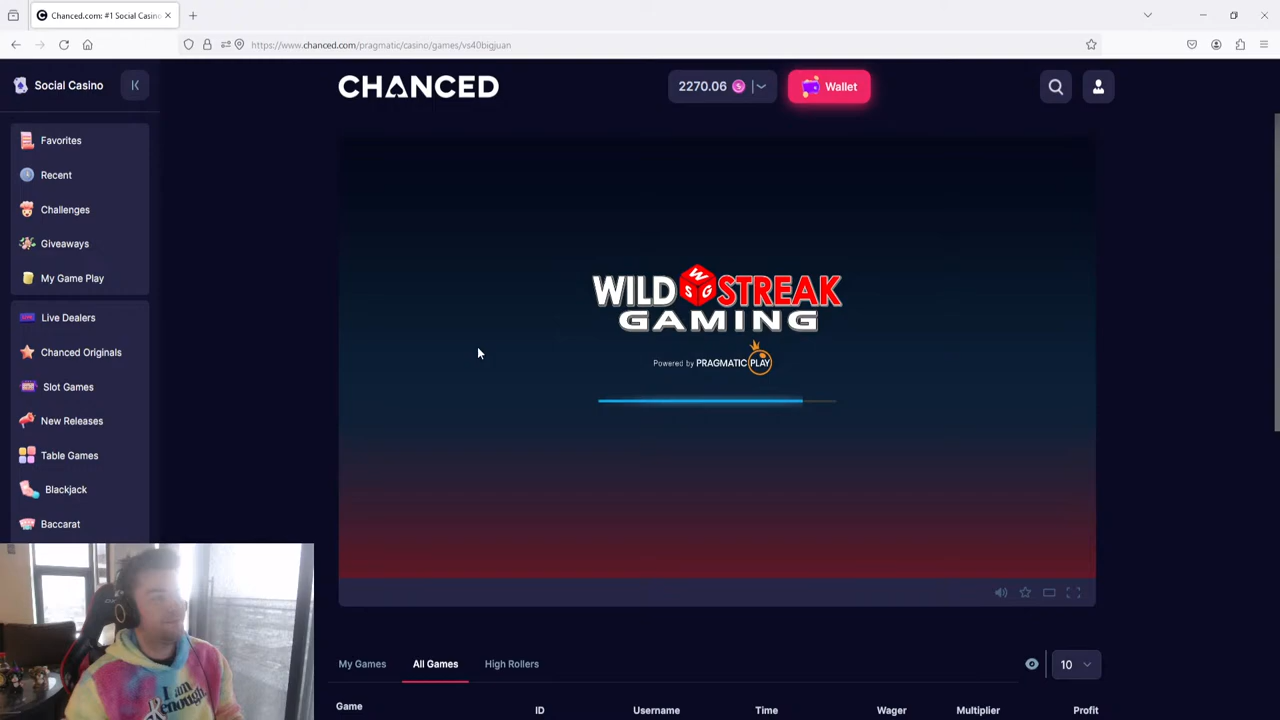 Chanced.com: #1 Social Casino
https://www.chanced.com/pragmatic/casino/games/vs40bigjuan
Social Casino
CHANCED
2270.06
Wallet
Favorites
Recent
Challenges
Giveaways
My Game Play
Live Dealers
Chanced Originals
Slot Games
New Releases
Table Games
Blackjack
Baccarat
WILD WSG STREAK
GAMING
Powered by PRAGMATIC PLAY
I am
enough
My Games All Games High Rollers 10
Game ID Username Time Wager Multiplier Profit